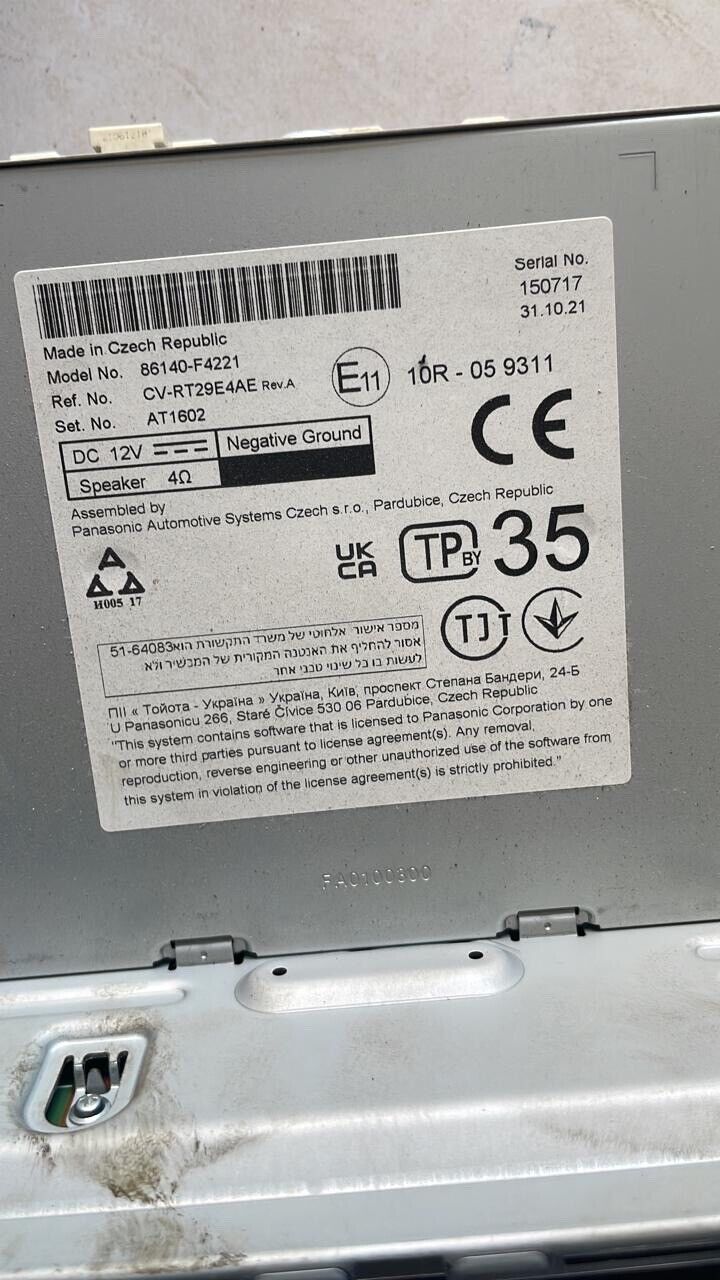 Serial No.
150717
31.10.21
Made in Czech Republic
Model No. 86140-F4221
Ref. No. CV-RT29E4AE Rev.A
Set. No. AT1602
E11 10R - 05 9311
DC 12V
Negative Ground
CE
Speaker 4Ω
Assembled by
Panasonic Automotive Systems Czech s.r.o., Pardubice, Czech Republic
UK
CA
TP BY 35
H005 17
מספר אישור אלחוטי של משרד התקשורת הוא51-64083
אסור להחליף את האנטנה המקורית של המכשיר ולא
לעשות בו כל שינוי טכני אחר
ПІІ « Тойота - Україна » Україна, Київ, проспект Степана Бандери, 24-Б
U Panasonicu 266, Staré Čívice 530 06 Pardubice, Czech Republic
"This system contains software that is licensed to Panasonic Corporation by one
or more third parties pursuant to license agreement(s). Any removal,
reproduction, reverse engineering or other unauthorized use of the software from
this system in violation of the license agreement(s) is strictly prohibited."
FA0100800